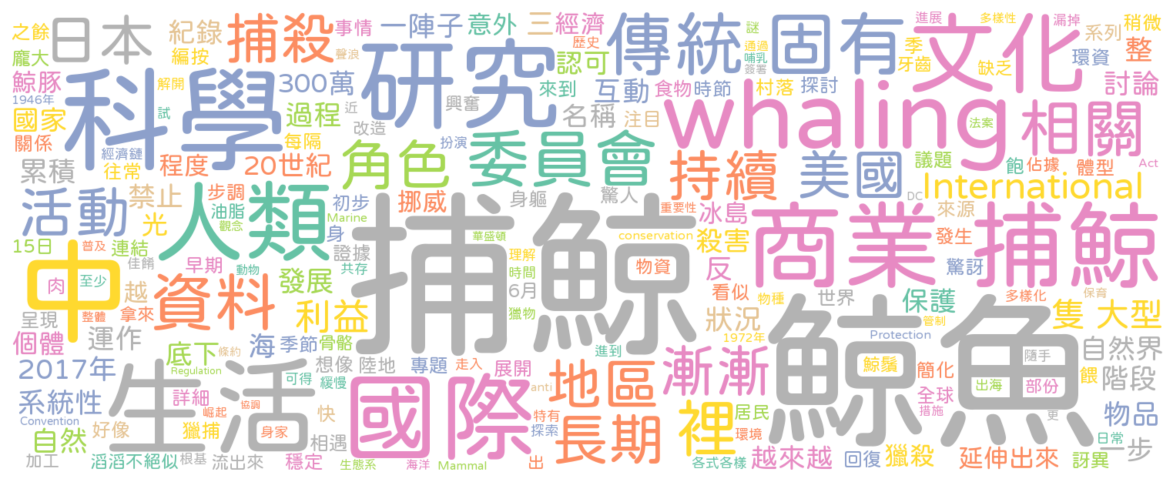 之餘 日本 紀錄 捕殺 事情 一陣子 意外 三 經濟 傳統 固有 文化 進展 多樣性 漏掉
龐大 編按 聲浪 研究 歷史 認可 謎 通過 季 系列 稍微
鯨豚 科學 解開 300萬 來到 哺乳 簽署 牙齒 缺乏 環資 整
1946年 試 近 興奮 互動 食物 時節 村落 探討 討論
國家 過程 每隔 改造 扮演 名稱 注目 whaling 相關
關係 經濟鏈 往常 角色 委員會 持續 美國 法案 議題 飽 佔據 體型 Act
累積 程度 20世紀 驚人 International
活動 禁止 步調 人類 初步 挪威 身軀 重要性 冰島 DC 來源
光 油脂 觀念 Marine 身 捕鯨 華盛頓 conservation 殺害 商業 捕鯨 發生
15日 中 普及 連結 早期 動物 證據 共存 理解 物資 反 驚訝
肉 至少 佳餚 越 資料 發展 時間 6月 看似 物種 世界 保護 多樣化 保育
呈現 整體 拿來 利益 獵物 狀況 鯨魚 管制 隻 大型
個體 運作 條約 底下 海 季節 骨骼 進到 1972年 Protection 隨手 自然界
2017年 Regulation 生活 想像 陸地 專題 走入 展開 地區 漸漸 鯨鬚 簡化 出海 部份 餵 階段
系統性 詳細 可得 緩慢 國際 anti 特有 長期 裡 居民 全球 措施 物品
Convention 崛起 協調 身家 快 探索 環境 更 日常
自然 好像 獵捕 相遇 一步
加工 滔滔不絕似 根基 流出來 穩定 生態系 海洋 Mammal 出 各式各樣 越來越 回復 獵殺 延伸出來 訝異